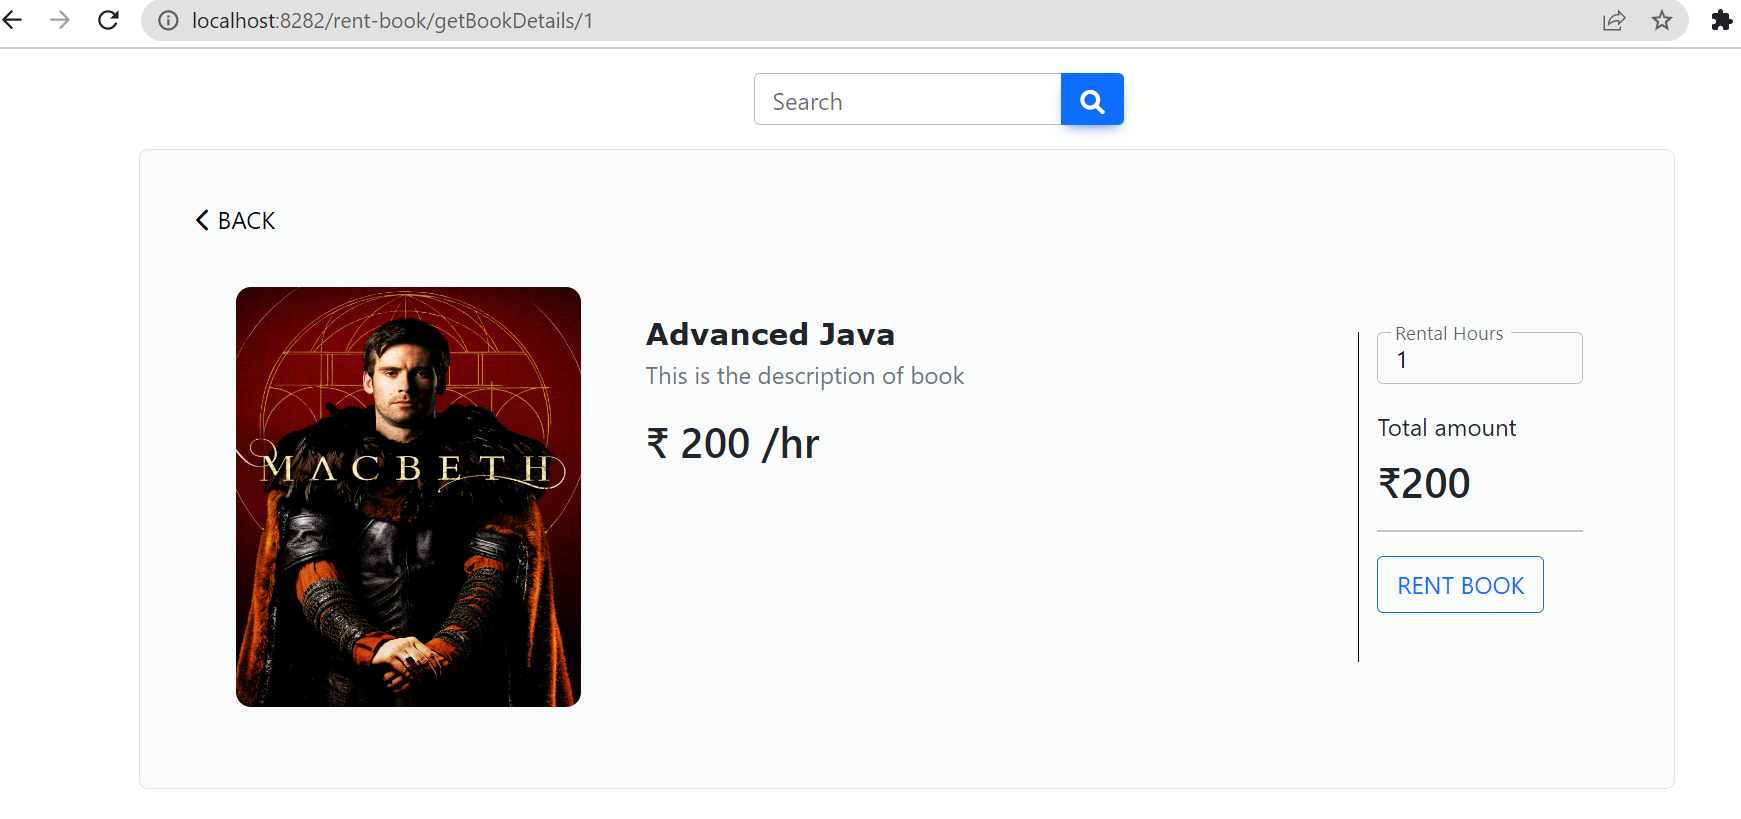 localhost:8282/rent-book/getBookDetails/1
Search
BACK
MACBETH
Advanced Java
This is the description of book
₹ 200 /hr
Rental Hours
1
Total amount
₹200
RENT BOOK